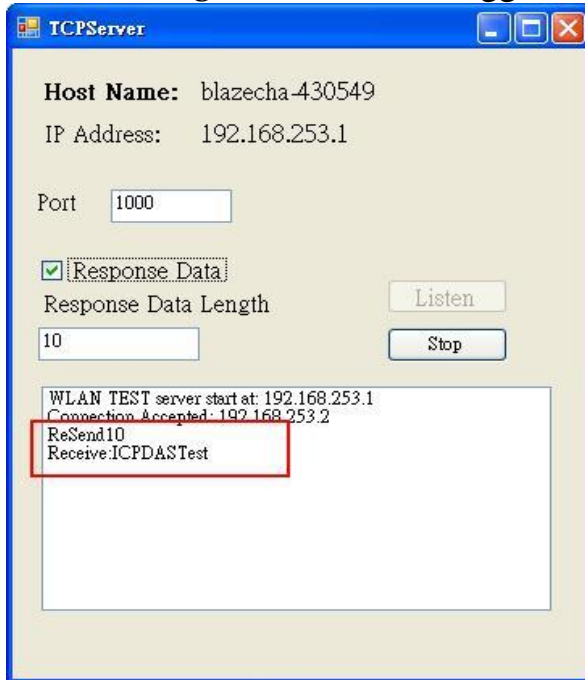 TCPServer
Host Name: blazecha-430549
IP Address: 192.168.253.1
Port 1000
Response Data
Response Data Length
Listen
10
Stop
WLAN TEST server start at: 192.168.253.1
Connection Accepted: 192.168.253.2
ReSend10
Receive:ICPDASTest